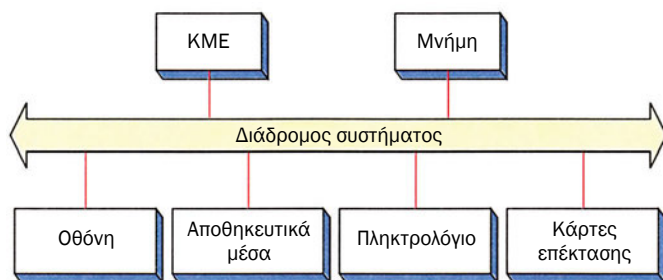 ΚΜΕ
Μνήμη
Διάδρομος συστήματος
Οθόνη
Αποθηκευτικά
μέσα
Πληκτρολόγιο
Κάρτες
επέκτασης